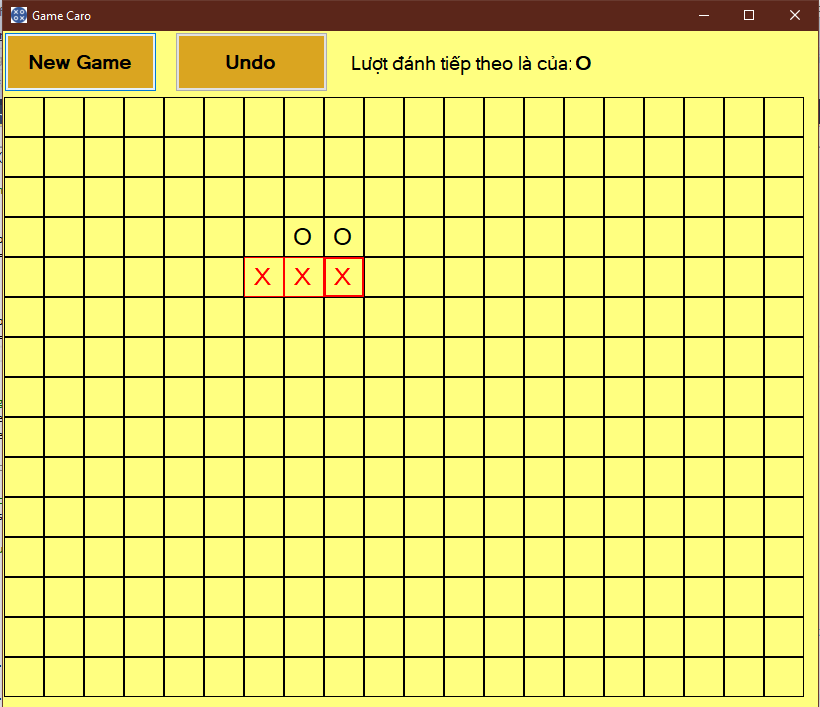 Game Caro
New Game Undo Lượt đánh tiếp theo là của: O
O O
X X X